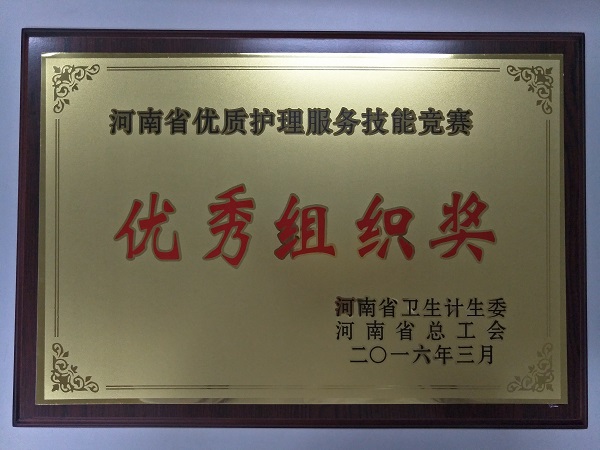 河南省优质护理服务技能竞赛
优秀组织奖
河南省卫生计生委
河南省总工会
二〇一六年三月